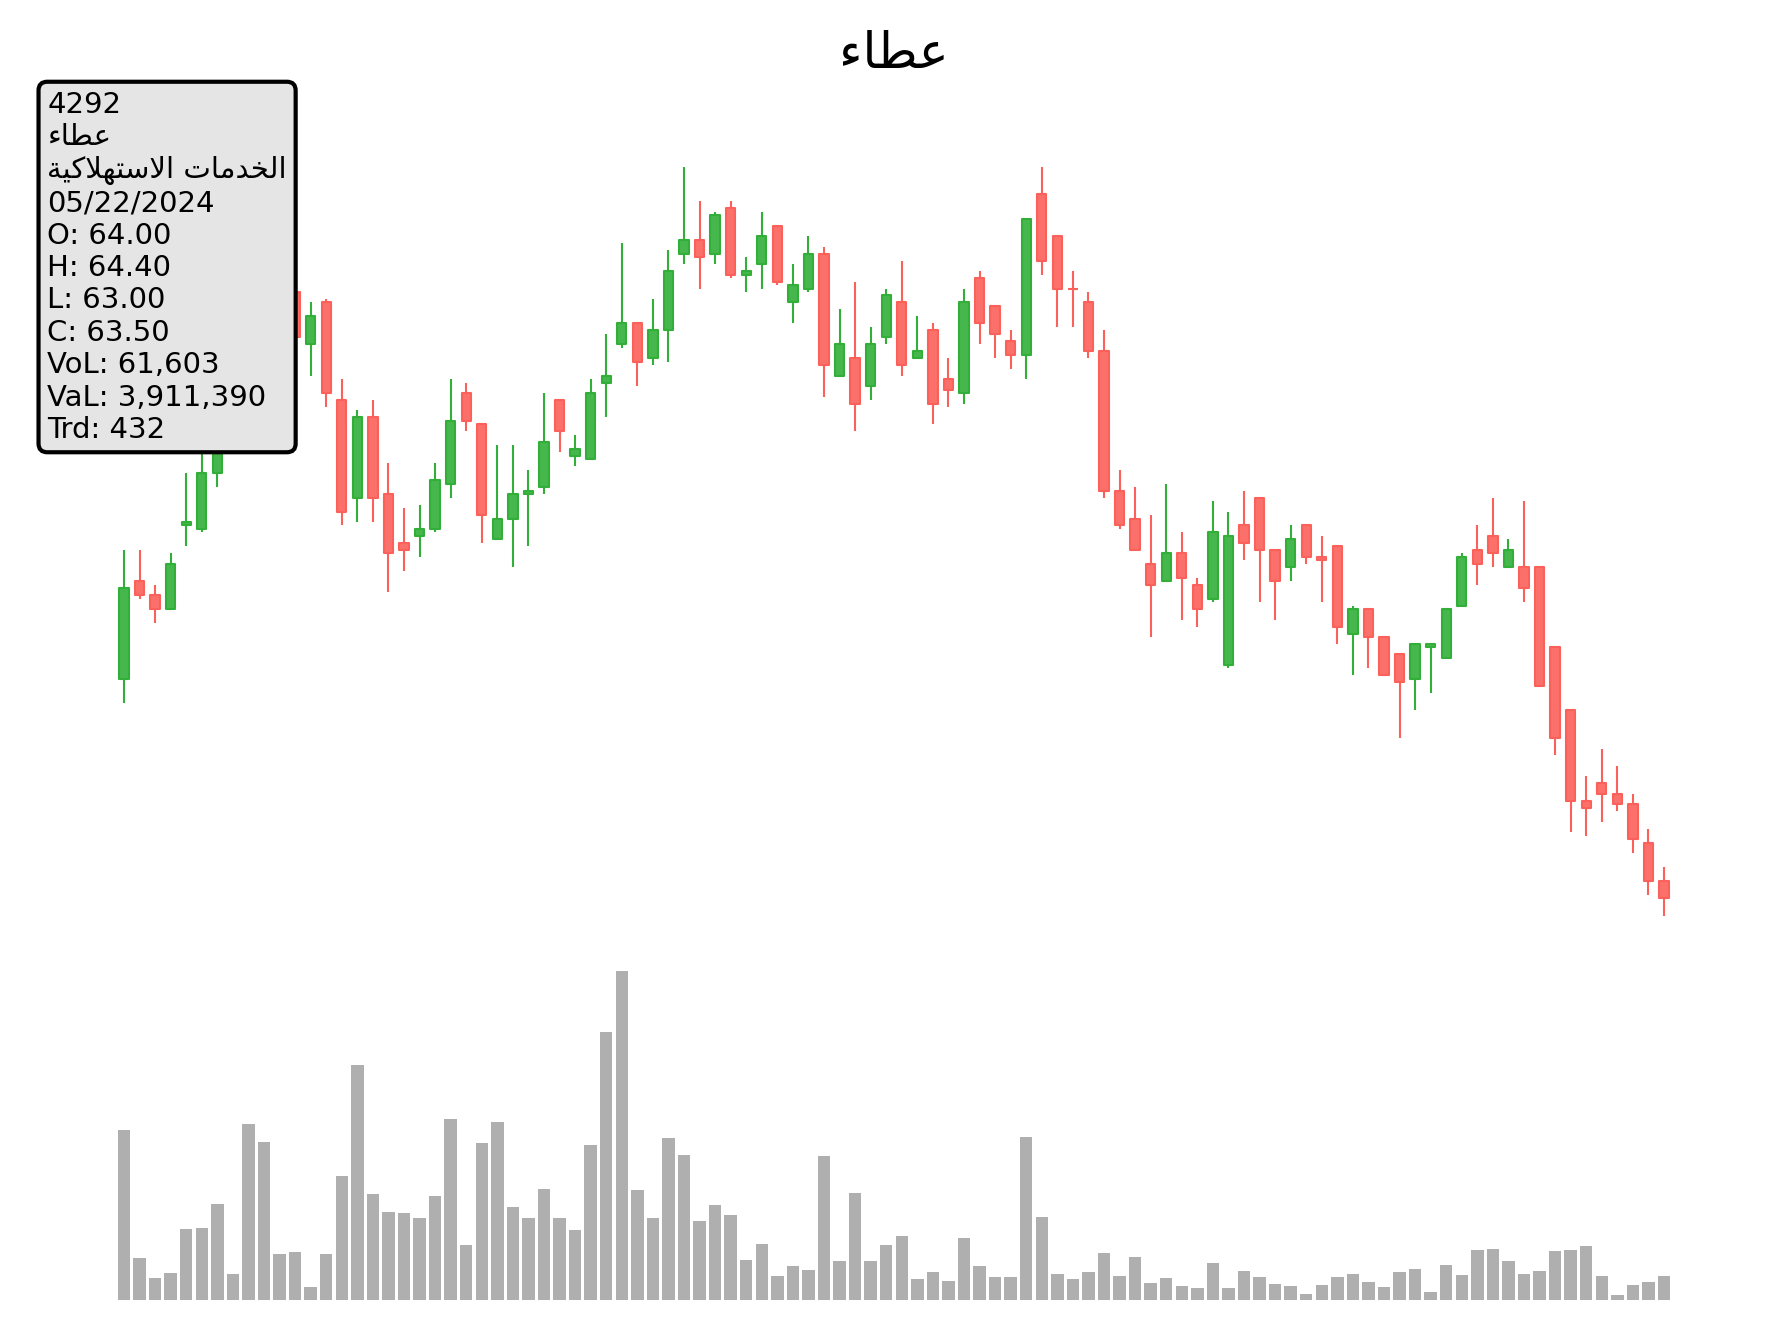 عطاء
4292
عطاء
الخدمات الاستهلاكية
05/22/2024
O: 64.00
H: 64.40
L: 63.00
C: 63.50
VoL: 61,603
VaL: 3,911,390
Trd: 432